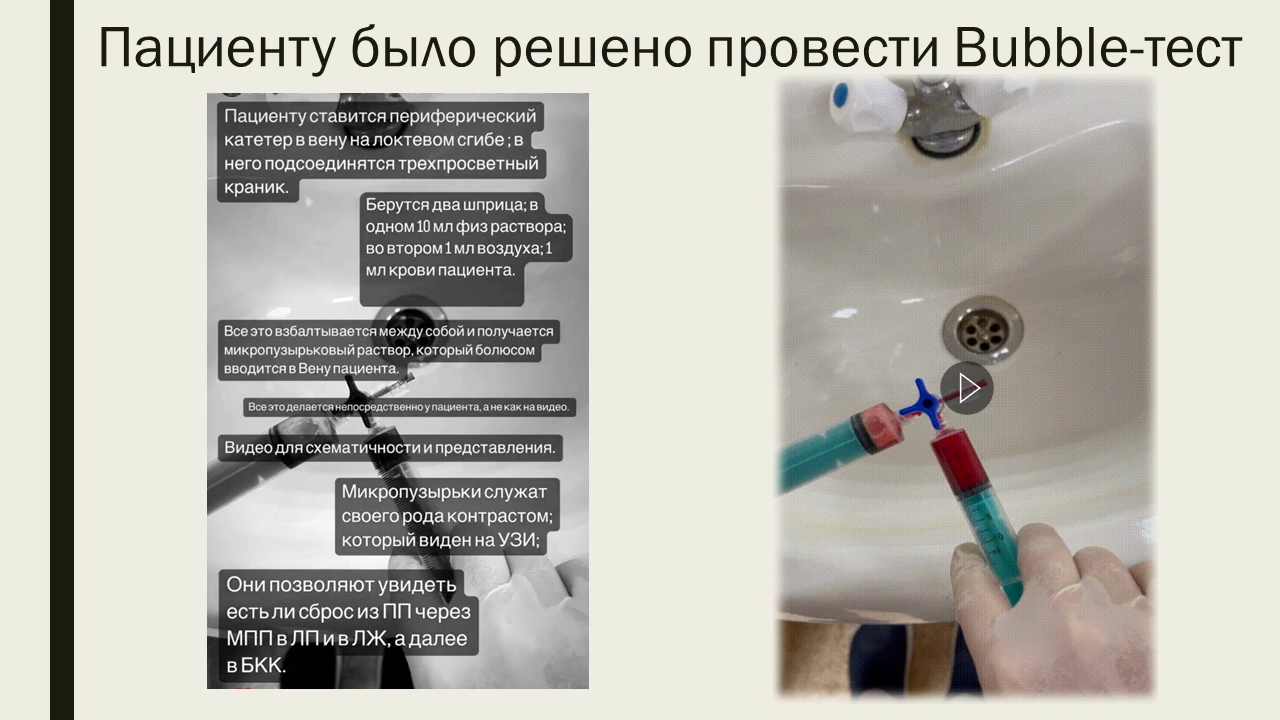 Пациенту было решено провести Bubble-тест
Пациенту ставится периферический
катетер в вену на локтевом сгибе ; в
него подсоединятся трехпросветный
краник.
Берутся два шприца; в
одном 10 мл физ раствора;
во втором 1 мл воздуха; 1
мл крови пациента.
Все это взбалтывается между собой и получается
микропузырьковый раствор, который болюсом
вводится в Вену пациента.
Все это делается непосредственно у пациента, а не как на видео.
Видео для схематичности и представления.
Микропузырьки служат
своего рода контрастом;
который виден на УЗИ;
Они позволяют увидеть
есть ли сброс из ПП через
МПП в ЛП и в ЛЖ, а далее
в БКК.